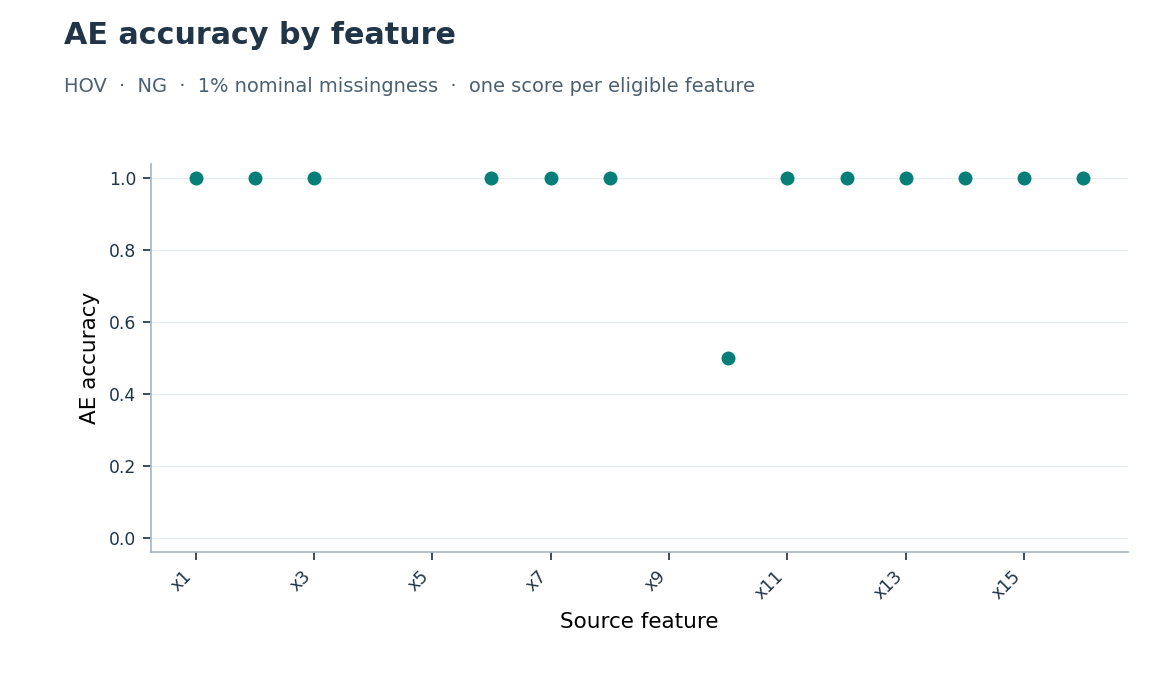 AE accuracy by feature
HOV · NG · 1% nominal missingness · one score per eligible feature
1.0
0.8
0.6
0.4
0.2
0.0
AE accuracy
x1
x3
x5
x7
x9
x11
x13
x15
Source feature